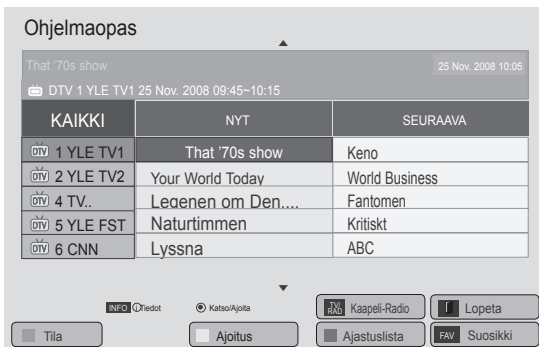 Ohjelmaopas
That '70s show 25 Nov. 2008 10:05
DTV 1 YLE TV1 25 Nov. 2008 09:45~10:15
KAIKKI NYT SEURAAVA
DTV 1 YLE TV1 That '70s show Keno
DTV 2 YLE TV2 Your World Today World Business
DTV 4 TV.. Legenen om Den.... Fantomen
DTV 5 YLE FST Naturtimmen Kritiskt
DTV 6 CNN Lyssna ABC
INFO ⓘTiedot Katso/Ajoita TV/RAD Kaapeli-Radio Lopeta
Tila Ajoitus Ajastuslista FAV Suosikki